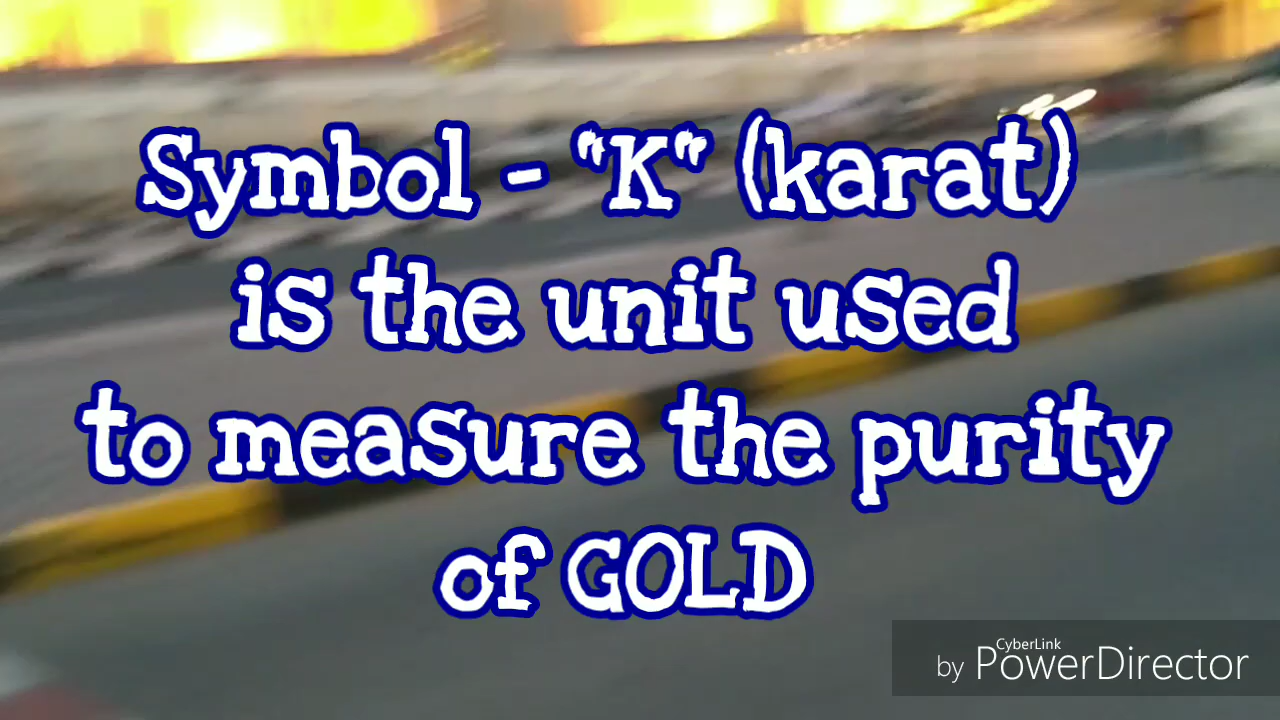 Symbol - "K" (karat)
is the unit used
to measure the purity
of GOLD
CyberLink
by PowerDirector